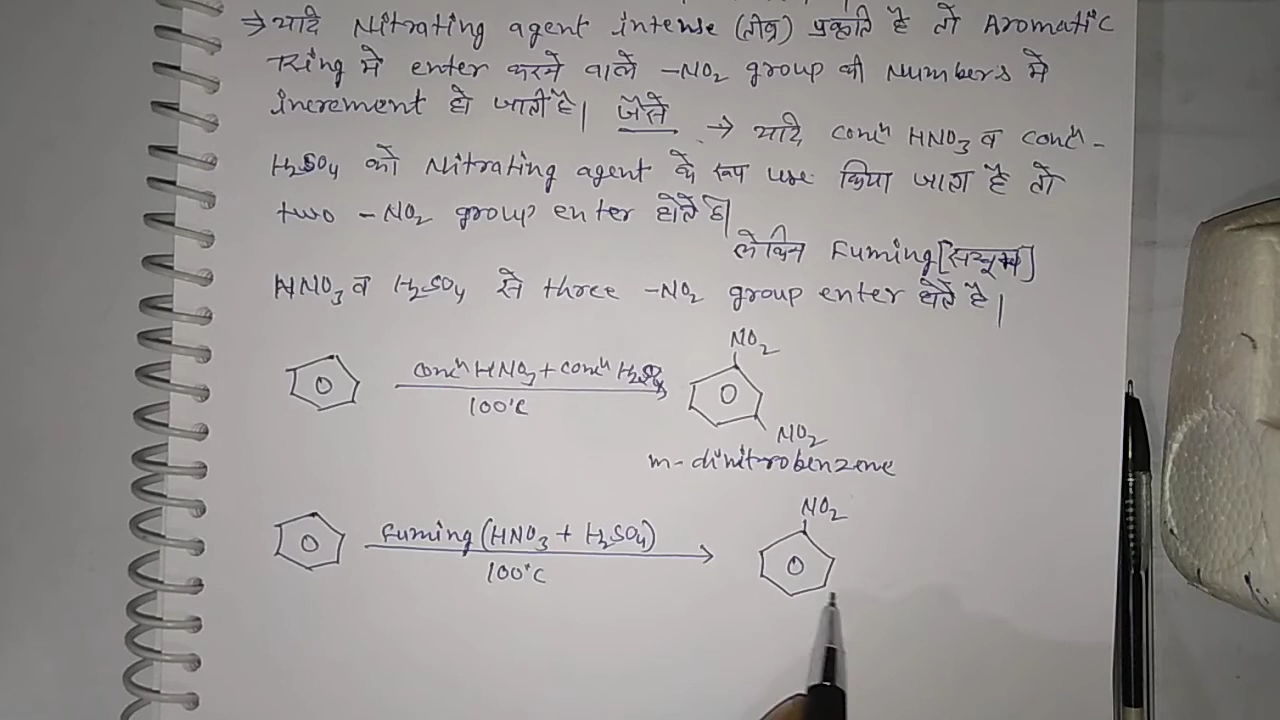 → यदि Nitrating agent intense (तीव्र) प्रकृति है तो Aromatic
Ring मे enter करने वाले -NO₂ group की Numbers मे
increment हो जाती है। जैसे → यदि concⁿ HNO₃ व concⁿ-
H₂SO₄ को Nitrating agent के रूप use किया जाता है तो
two -NO₂ group enter होते है।
लेकिन Fuming [सधूम्र]
HNO₃ व H₂SO₄ से three -NO₂ group enter होते है।
NO₂
concⁿ HNO₃ + concⁿ H₂SO₄
100°C
NO₂
m-dinitrobenzene
NO₂
Fuming (HNO₃ + H₂SO₄)
100°C